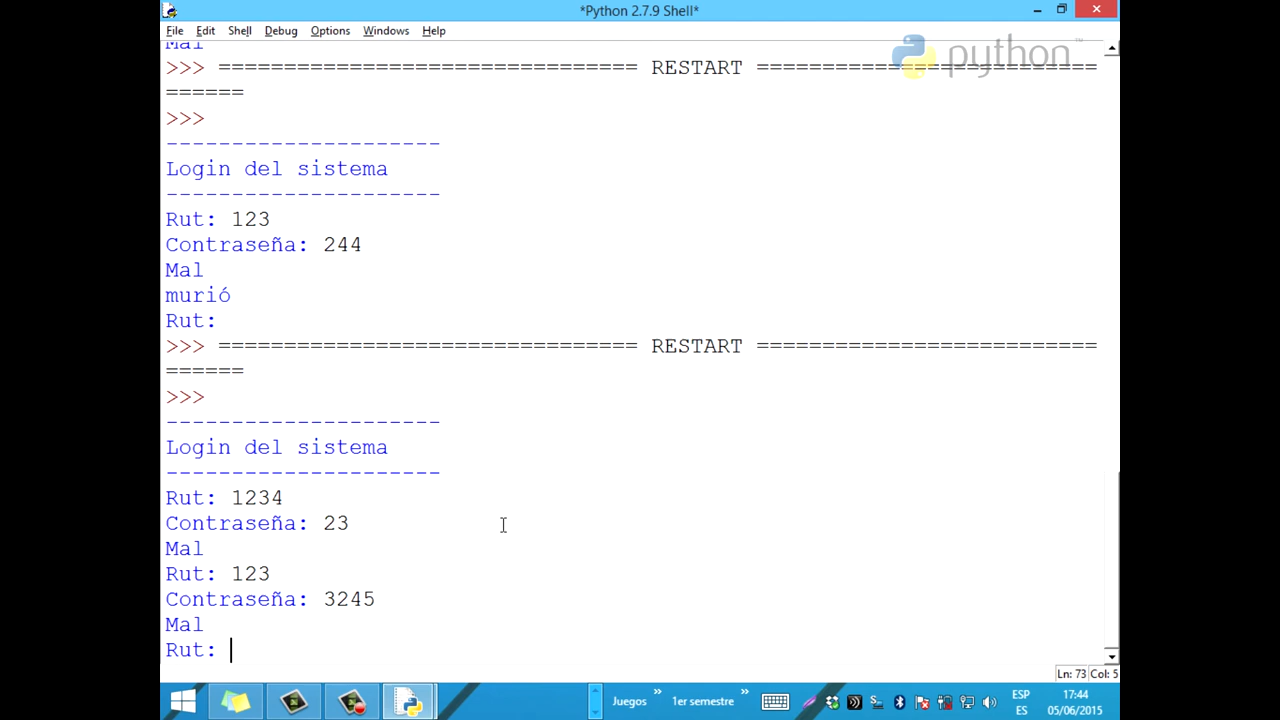 *Python 2.7.9 Shell*
File Edit Shell Debug Options Windows Help
python™
Mal
>>> ================================ RESTART ==========================
======
>>>
---------------------
Login del sistema
---------------------
Rut: 123
Contraseña: 244
Mal
murió
Rut:
>>> ================================ RESTART ==========================
======
>>>
---------------------
Login del sistema
---------------------
Rut: 1234
Contraseña: 23
Mal
Rut: 123
Contraseña: 3245
Mal
Rut:
Ln: 73 Col: 5
Juegos » 1er semestre » ESP 17:44
ES 05/06/2015